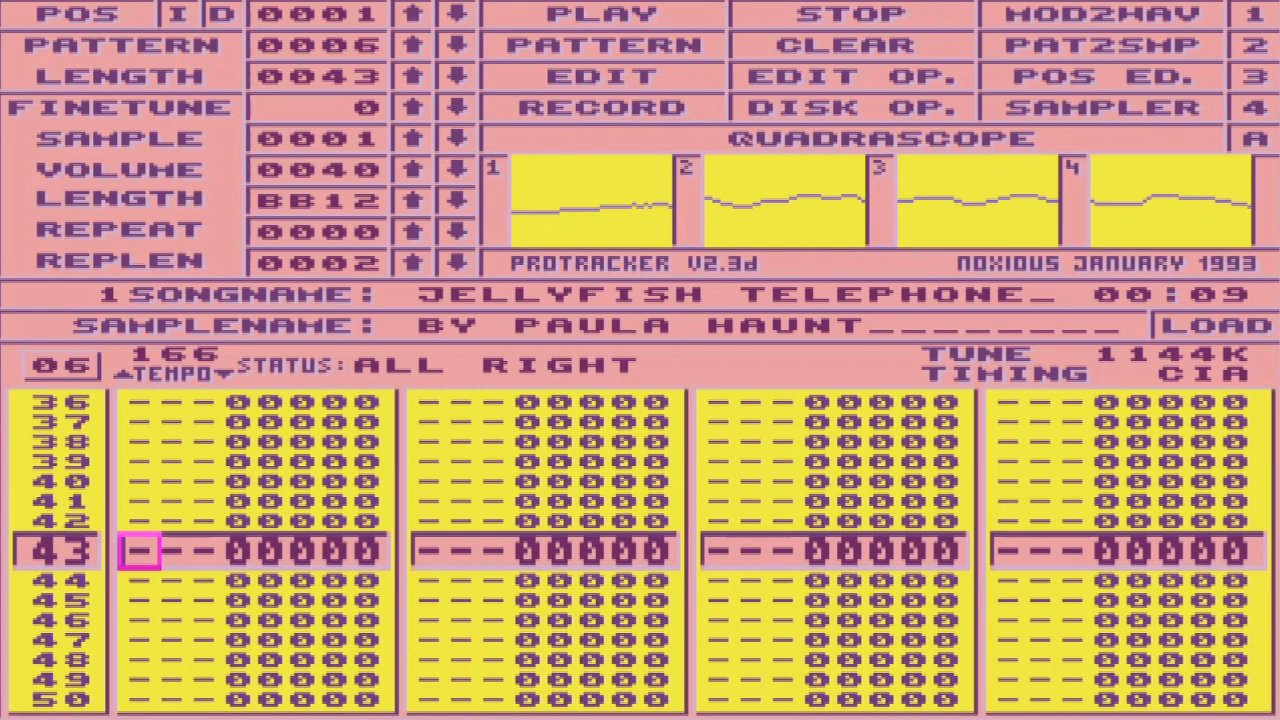 POS I D 0001 PLAY STOP MOD2WAV 1
PATTERN 0006 PATTERN CLEAR PAT2SMP 2
LENGTH 0043 EDIT EDIT OP. POS ED. 3
FINETUNE 0 RECORD DISK OP. SAMPLER 4
SAMPLE 0001 QUADRASCOPE A
VOLUME 0040 1 2 3 4
LENGTH BB12
REPEAT 0000
REPLEN 0002 PROTRACKER V2.3d NOXIOUS JANUARY 1993
1 SONGNAME: JELLYFISH TELEPHONE_ 00:09
SAMPLENAME: BY PAULA HAUNT________ LOAD
06 166 TEMPO STATUS: ALL RIGHT TUNE 1144K
TIMING CIA
36 ---00000 ---00000 ---00000 ---00000
37 ---00000 ---00000 ---00000 ---00000
38 ---00000 ---00000 ---00000 ---00000
39 ---00000 ---00000 ---00000 ---00000
40 ---00000 ---00000 ---00000 ---00000
41 ---00000 ---00000 ---00000 ---00000
42 ---00000 ---00000 ---00000 ---00000
43 ---00000 ---00000 ---00000 ---00000
44 ---00000 ---00000 ---00000 ---00000
45 ---00000 ---00000 ---00000 ---00000
46 ---00000 ---00000 ---00000 ---00000
47 ---00000 ---00000 ---00000 ---00000
48 ---00000 ---00000 ---00000 ---00000
49 ---00000 ---00000 ---00000 ---00000
50 ---00000 ---00000 ---00000 ---00000